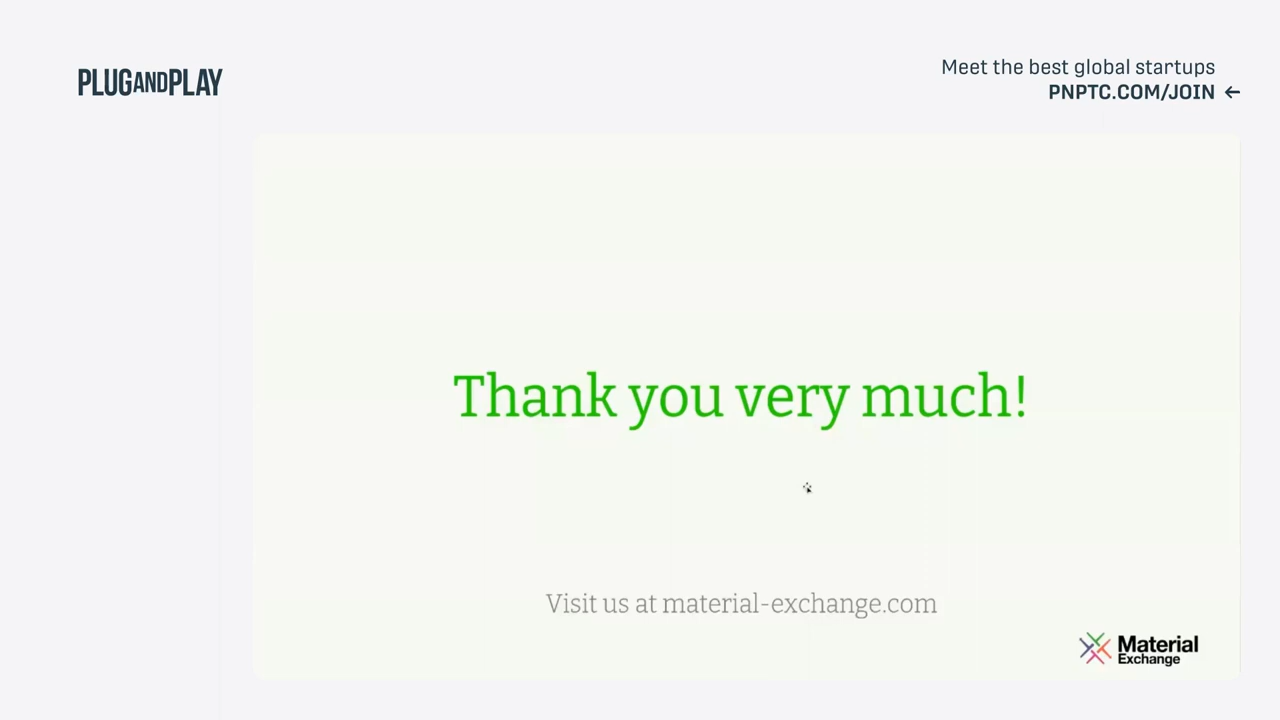 PLUGANDPLAY
Meet the best global startups
PNPTC.COM/JOIN ←
Thank you very much!
Visit us at material-exchange.com
Material
Exchange